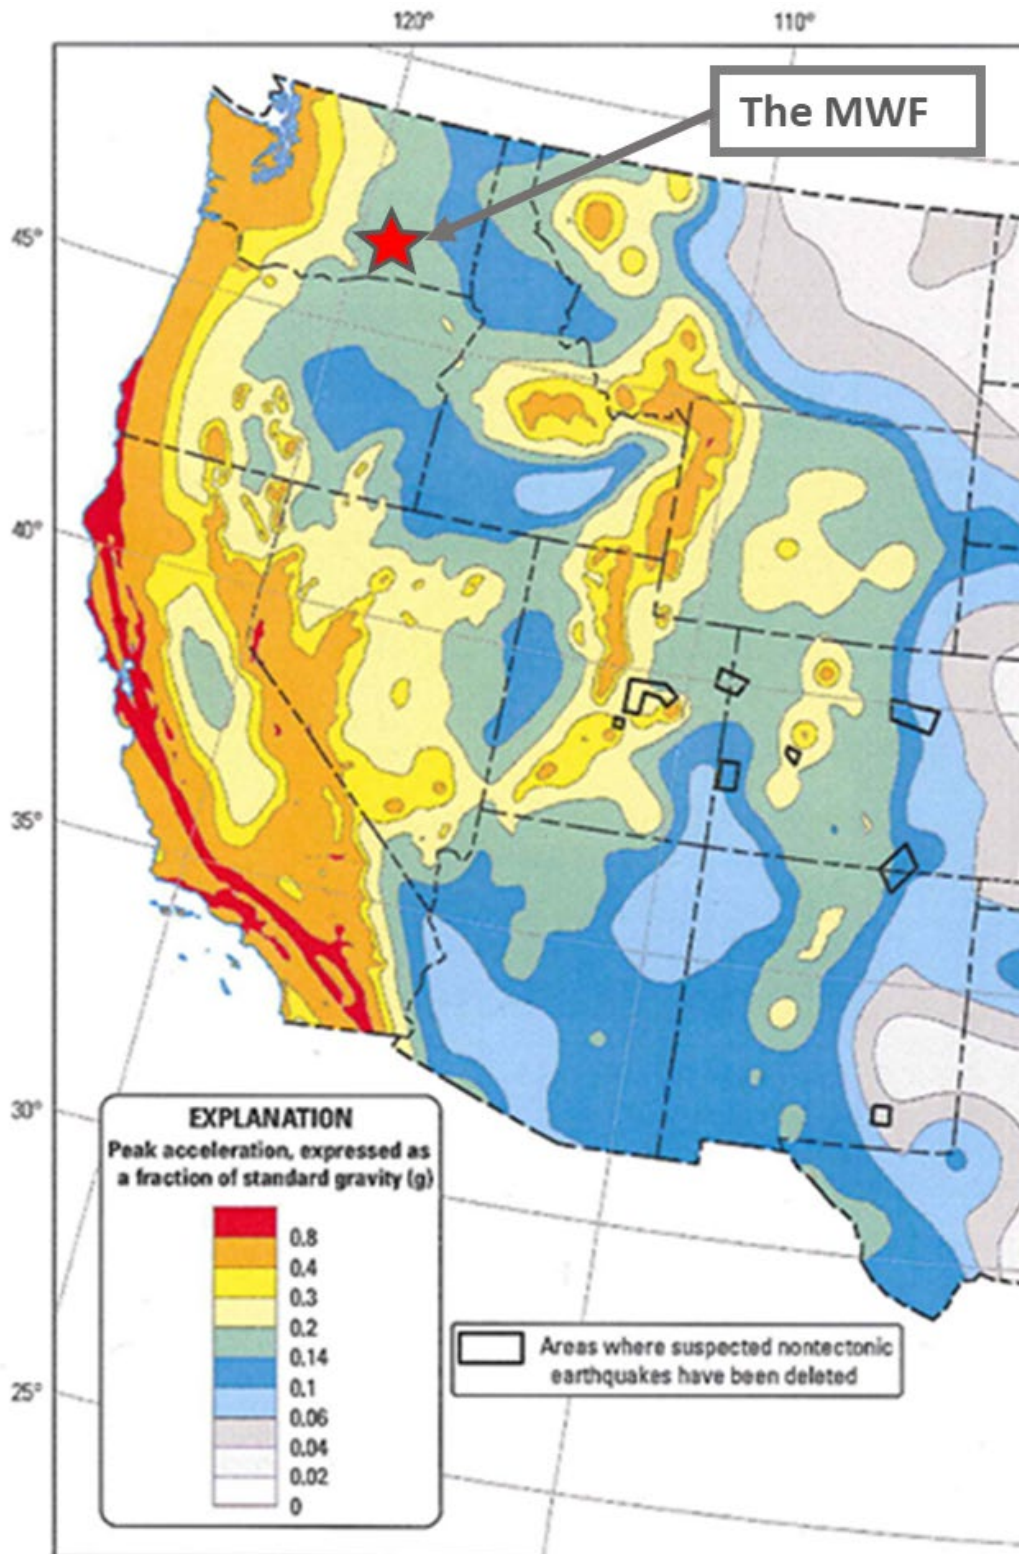 120°
110°
The MWF
45°
40°
35°
30°
25°
EXPLANATION
Peak acceleration, expressed as
a fraction of standard gravity (g)
0.8
0.4
0.3
0.2
0.14
0.1
0.06
0.04
0.02
0
Areas where suspected nontectonic
earthquakes have been deleted